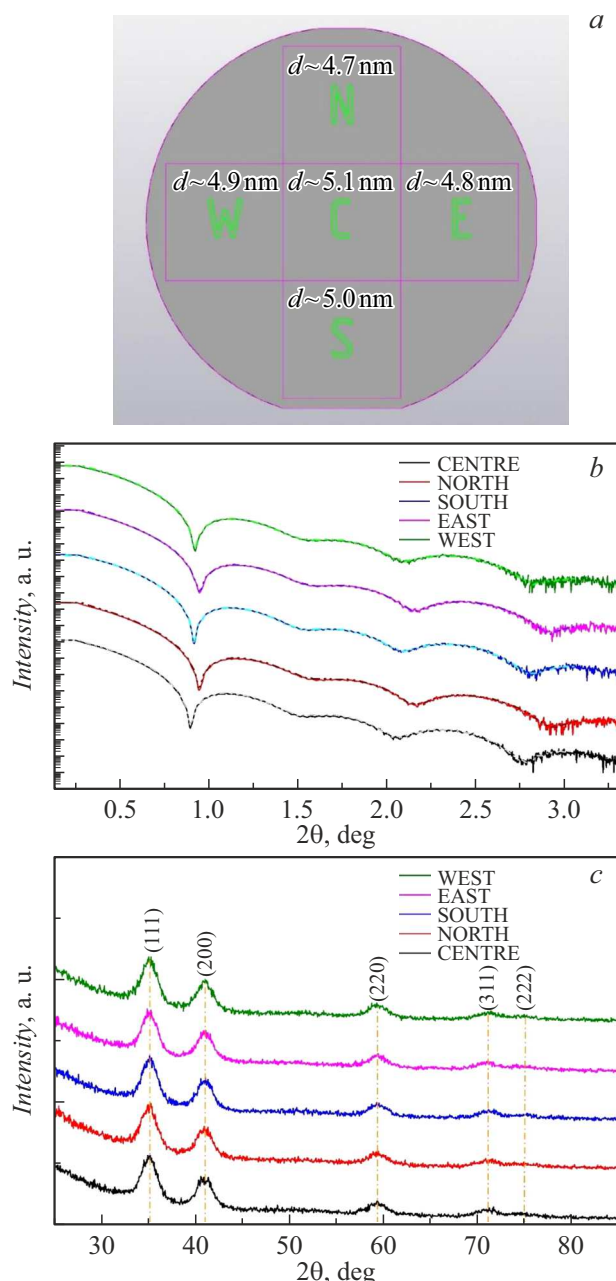 a
d~4.7 nm
N
d~4.9 nm d~5.1 nm d~4.8 nm
W C E
d~5.0 nm
S
b
CENTRE
NORTH
SOUTH
EAST
WEST
Intensity, a. u.
0.5 1.0 1.5 2.0 2.5 3.0
2θ, deg
c
WEST
EAST
SOUTH
NORTH
CENTRE
(111) (200) (220) (311) (222)
Intensity, a. u.
30 40 50 60 70 80
2θ, deg